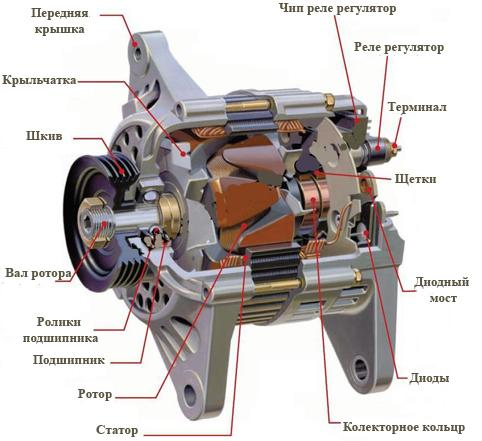 Передняя
крышка
Чип реле регулятор
Реле регулятор
Крыльчатка
Терминал
Шкив
Щетки
Вал ротора
Диодный
мост
Ролики
подшипника
Подшипник
Диоды
Ротор
Статор
Колекторное кольцр